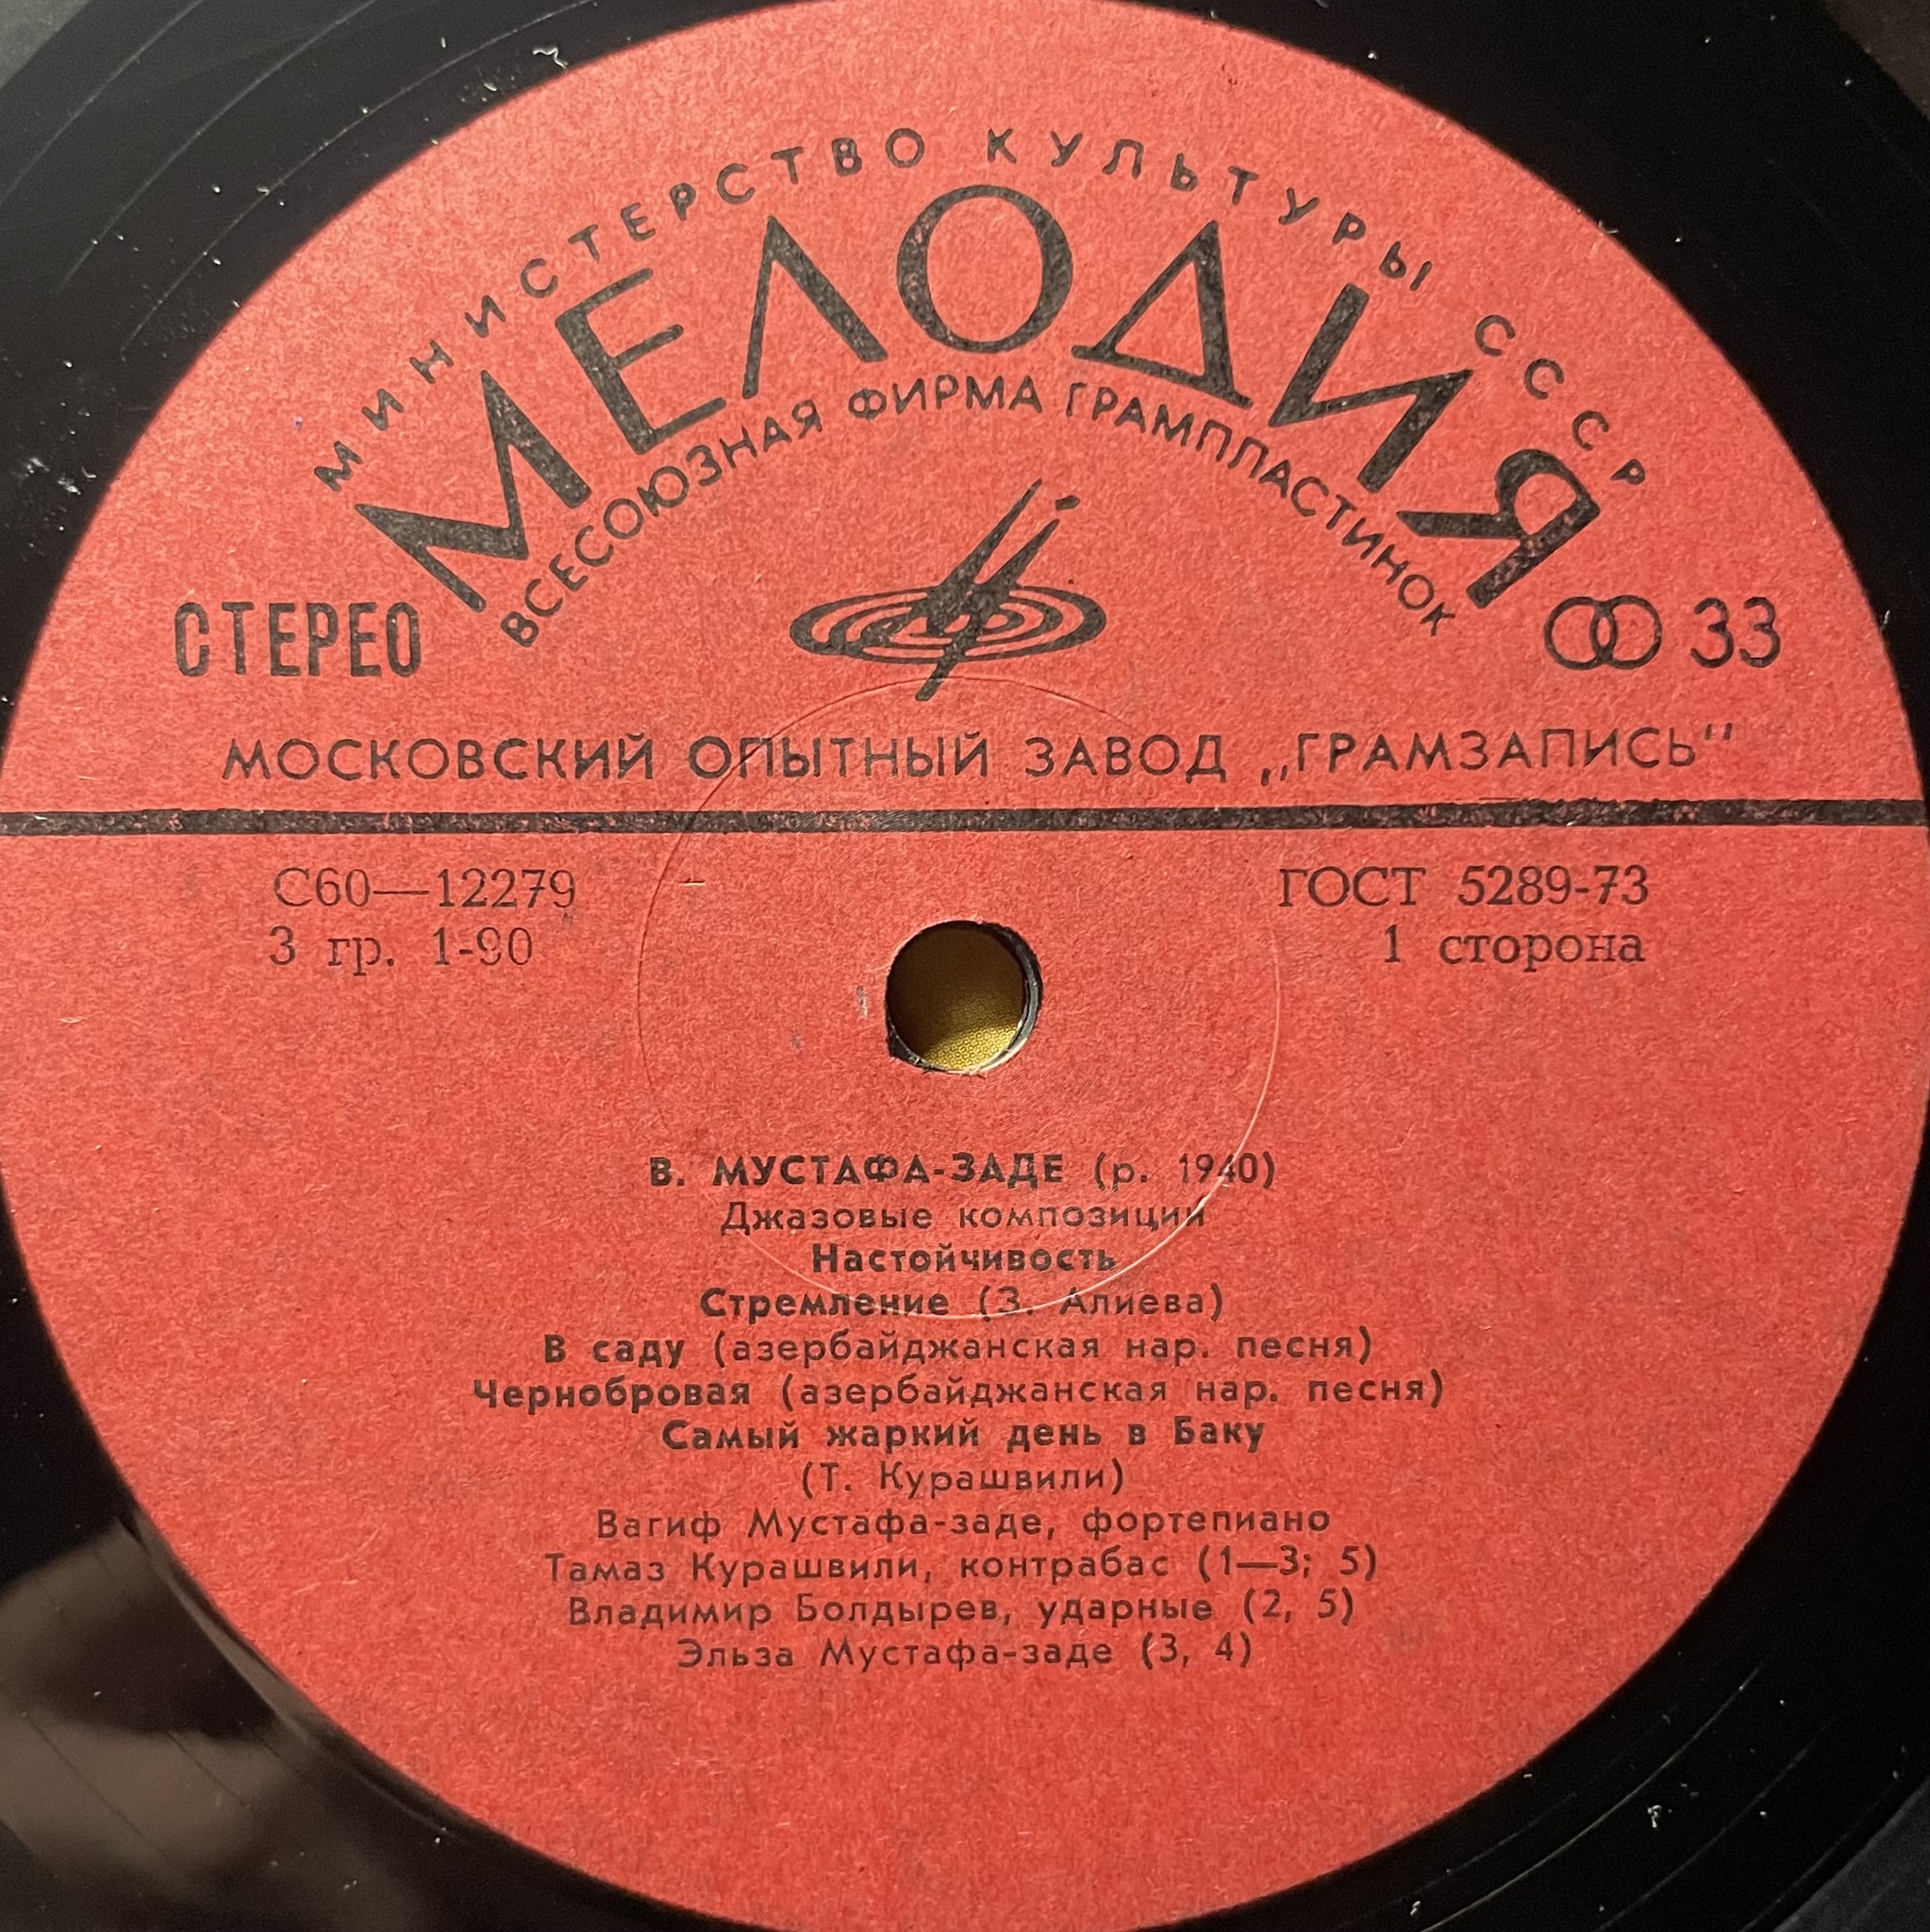 МИНИСТЕРСТВО КУЛЬТУРЫ СССР
МЕЛОДИЯ
ВСЕСОЮЗНАЯ ФИРМА ГРАМПЛАСТИНОК
СТЕРЕО
33
МОСКОВСКИЙ ОПЫТНЫЙ ЗАВОД „ГРАМЗАПИСЬ"
С60—12279
ГОСТ 5289-73
3 гр. 1-90
1 сторона
В. МУСТАФА-ЗАДЕ (р. 1940)
Джазовые композиции
Настойчивость
Стремление (З. Алиева)
В саду (азербайджанская нар. песня)
Чернобровая (азербайджанская нар. песня)
Самый жаркий день в Баку
(Т. Курашвили)
Вагиф Мустафа-заде, фортепиано
Тамаз Курашвили, контрабас (1—3; 5)
Владимир Болдырев, ударные (2, 5)
Эльза Мустафа-заде (3, 4)